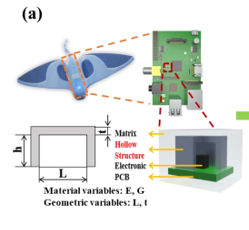 (a)
t
h
L
Matrix
Hollow
Structure
Electronic
PCB
Material variables: E, G
Geometric variables: L, t